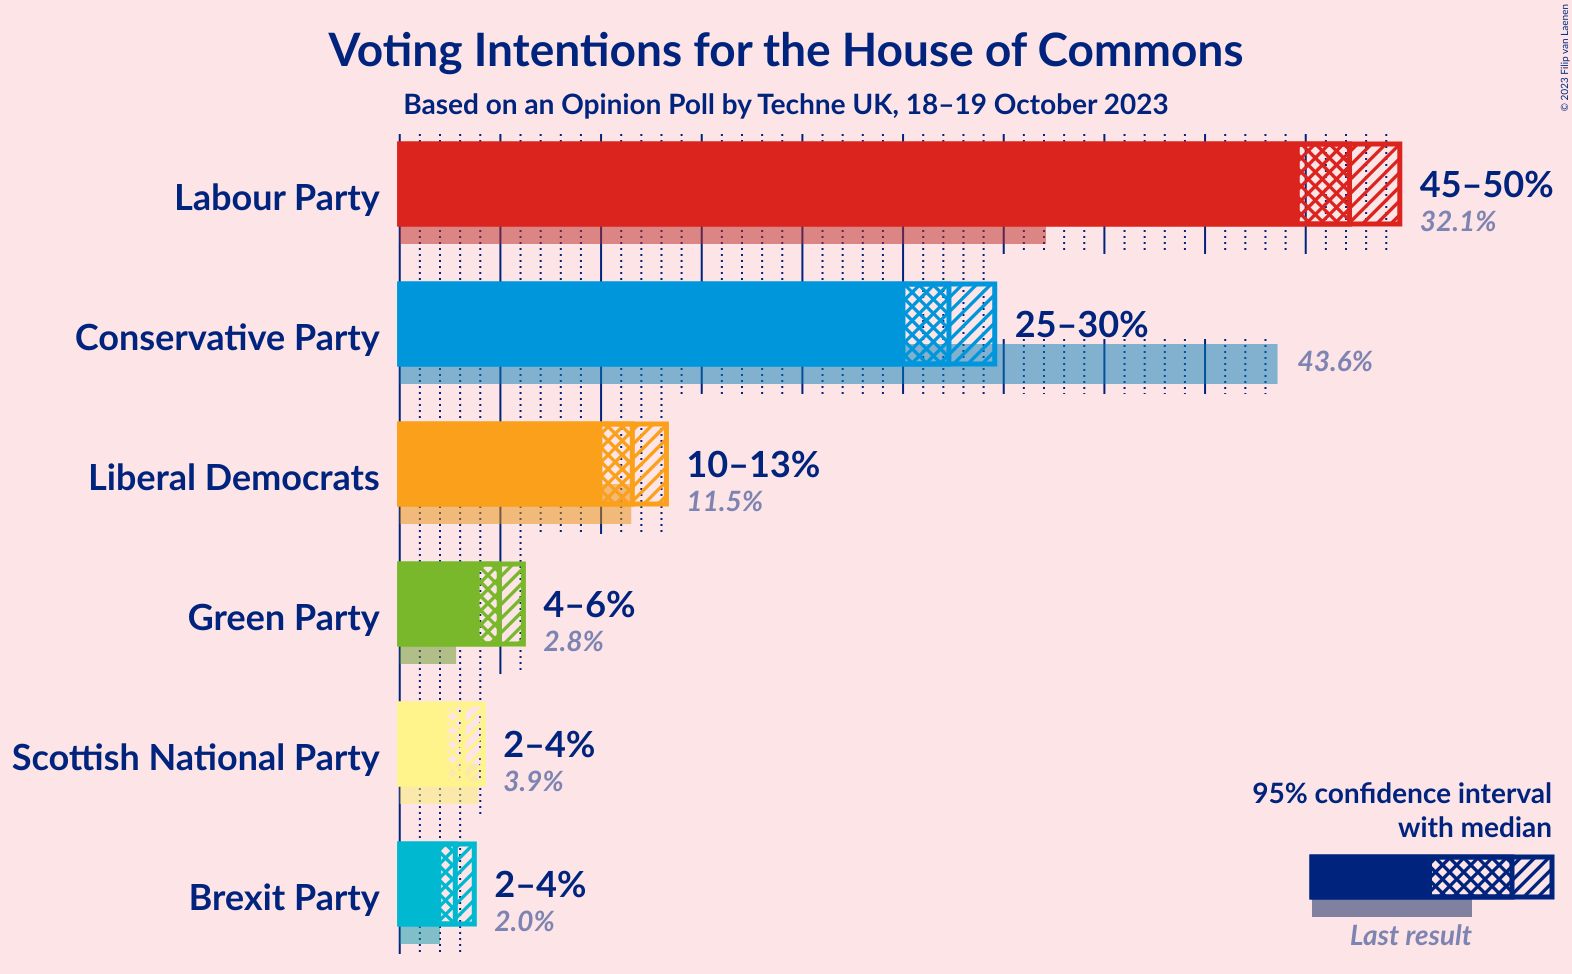 Voting Intentions for the House of Commons
Based on an Opinion Poll by Techne UK, 18–19 October 2023
© 2023 Filip van Laenen
Labour Party
45–50%
32.1%
Conservative Party
25–30%
43.6%
Liberal Democrats
10–13%
11.5%
Green Party
4–6%
2.8%
Scottish National Party
2–4%
3.9%
Brexit Party
2–4%
2.0%
95% confidence interval
with median
Last result